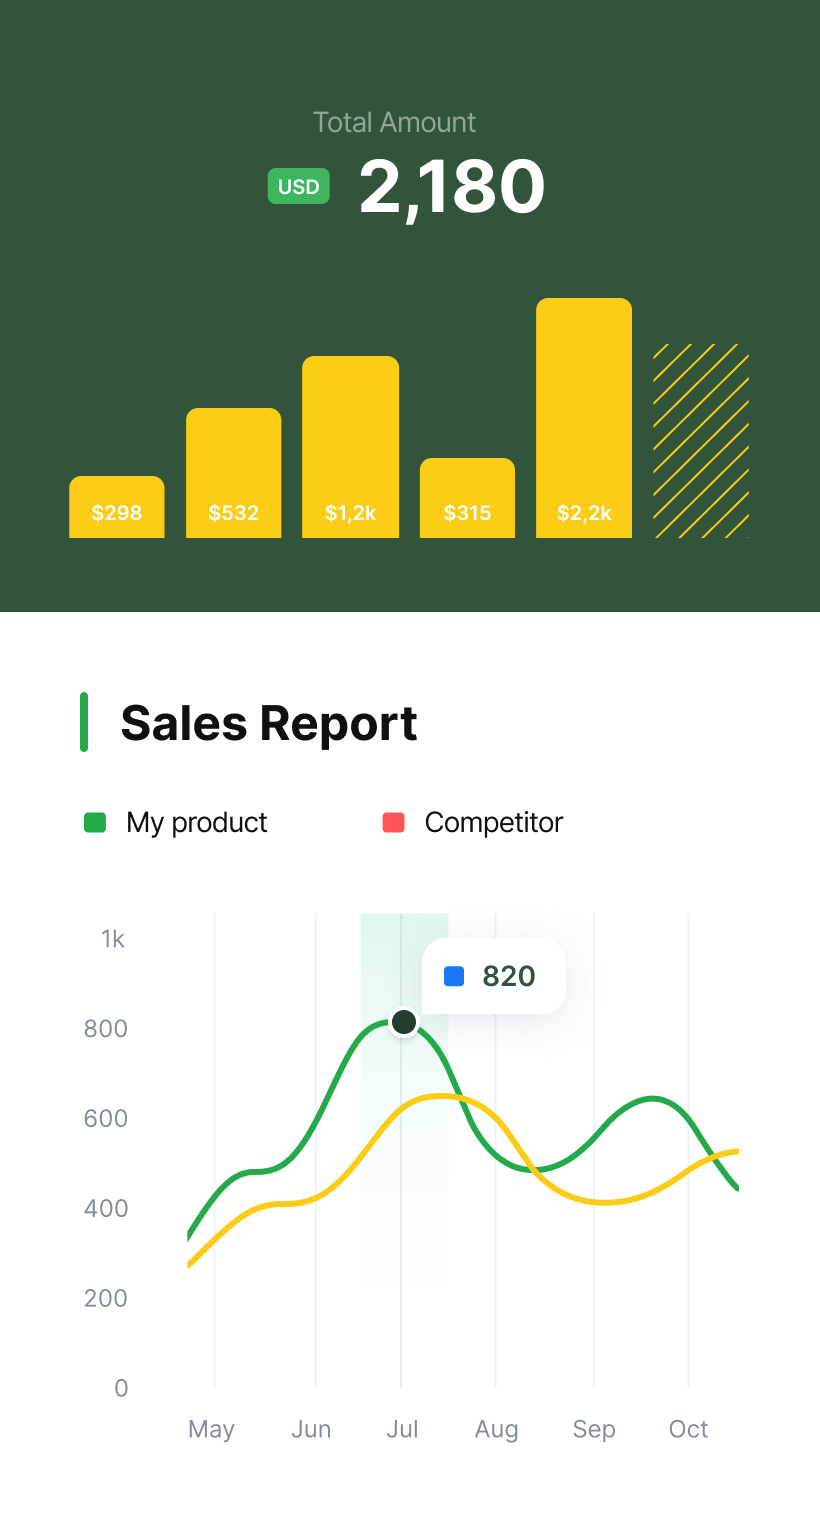 Total Amount
USD 2,180
$298 $532 $1,2k $315 $2,2k
Sales Report
My product Competitor
1k
820
800
600
400
200
0
May Jun Jul Aug Sep Oct